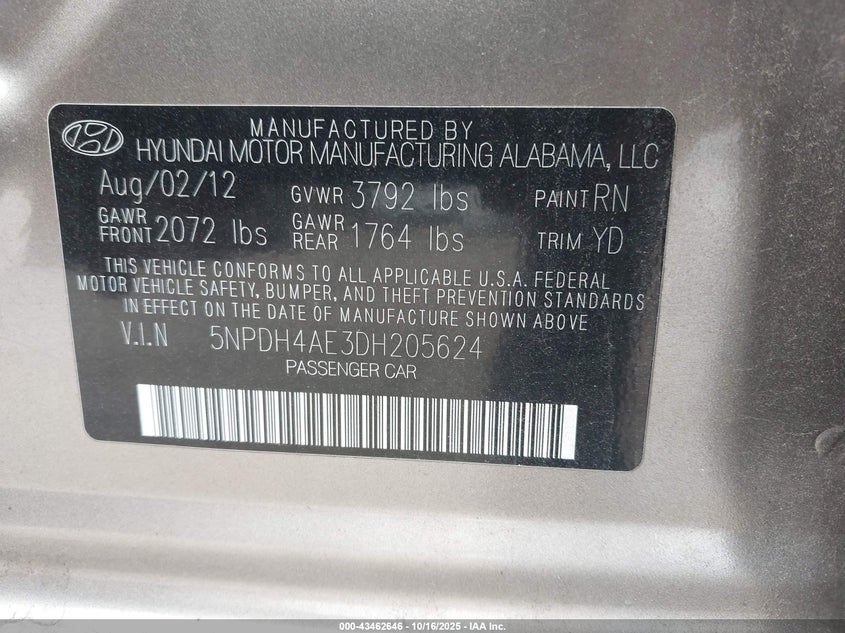 MANUFACTURED BY
HYUNDAI MOTOR MANUFACTURING ALABAMA, LLC
Aug/02/12 GVWR 3792 lbs PAINT RN
GAWR FRONT 2072 lbs GAWR REAR 1764 lbs TRIM YD
THIS VEHICLE CONFORMS TO ALL APPLICABLE U.S.A. FEDERAL
MOTOR VEHICLE SAFETY, BUMPER, AND THEFT PREVENTION STANDARDS
IN EFFECT ON THE DATE OF MANUFACTURE SHOWN ABOVE
V.I.N 5NPDH4AE3DH205624
PASSENGER CAR
000-43462646 - 10/16/2025 - IAA Inc.